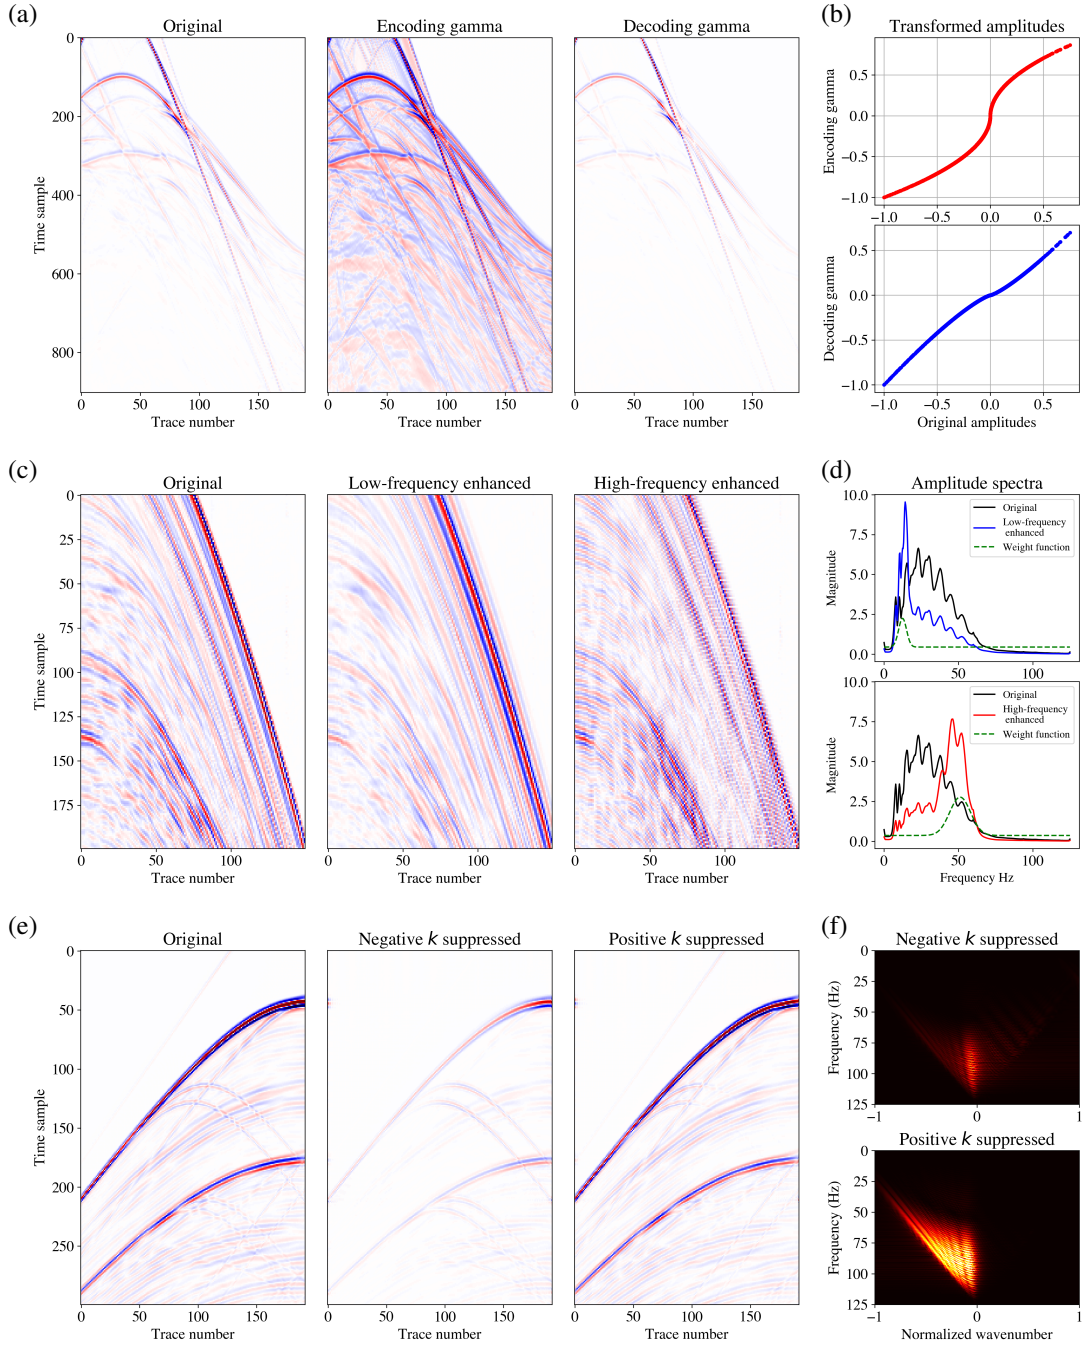 (a)
Original
Encoding gamma
Decoding gamma
0
200
400
600
800
Time sample
0 50 100 150
Trace number
0 50 100 150
Trace number
0 50 100 150
Trace number
(b)
Transformed amplitudes
Encoding gamma
0.5
0.0
−0.5
−1.0
−1.0 −0.5 0.0 0.5
Decoding gamma
0.5
0.0
−0.5
−1.0
−1.0 −0.5 0.0 0.5
Original amplitudes
(c)
Original
Low-frequency enhanced
High-frequency enhanced
0
25
50
75
100
125
150
175
Time sample
0 100
Trace number
0 100
Trace number
0 100
Trace number
(d)
Amplitude spectra
Magnitude
10.0
7.5
5.0
2.5
0.0
Original
Low-frequency
enhanced
Weight function
0 50 100
Magnitude
10.0
7.5
5.0
2.5
0.0
Original
High-frequency
enhanced
Weight function
0 50 100
Frequency Hz
(e)
Original
Negative k suppressed
Positive k suppressed
0
50
100
150
200
250
Time sample
0 50 100 150
Trace number
0 50 100 150
Trace number
0 50 100 150
Trace number
(f)
Negative k suppressed
Frequency (Hz)
0
25
50
75
100
125
−1 0 1
Positive k suppressed
Frequency (Hz)
0
25
50
75
100
125
−1 0 1
Normalized wavenumber